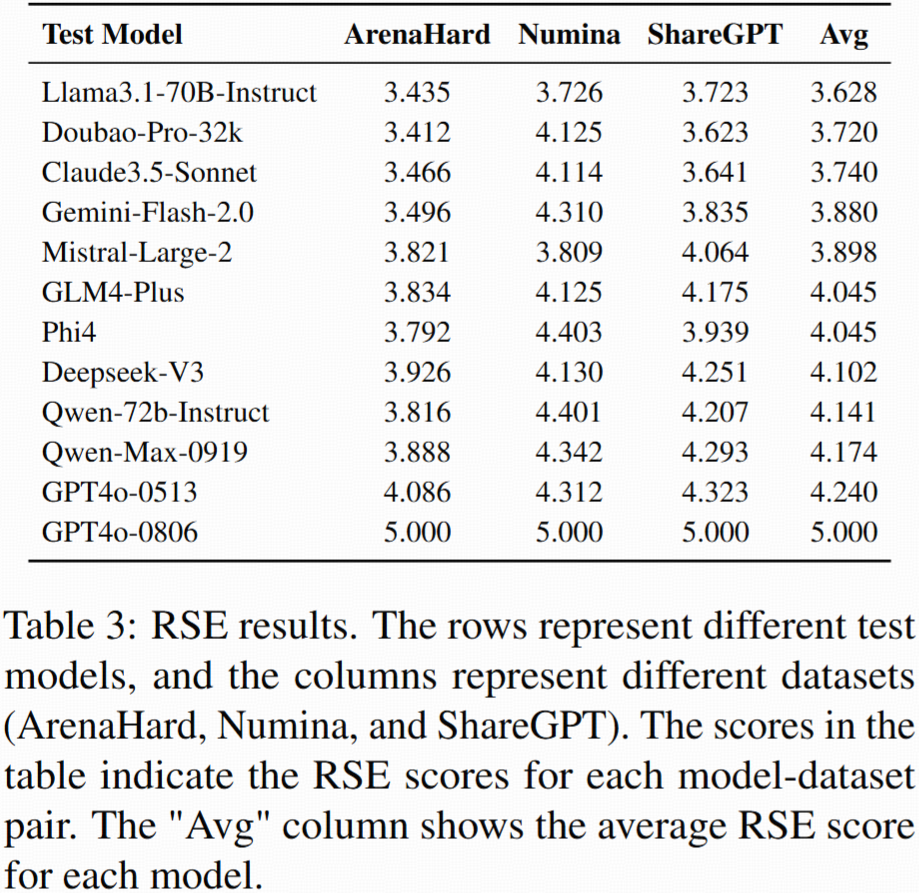 Test Model ArenaHard Numina ShareGPT Avg
Llama3.1-70B-Instruct 3.435 3.726 3.723 3.628
Doubao-Pro-32k 3.412 4.125 3.623 3.720
Claude3.5-Sonnet 3.466 4.114 3.641 3.740
Gemini-Flash-2.0 3.496 4.310 3.835 3.880
Mistral-Large-2 3.821 3.809 4.064 3.898
GLM4-Plus 3.834 4.125 4.175 4.045
Phi4 3.792 4.403 3.939 4.045
Deepseek-V3 3.926 4.130 4.251 4.102
Qwen-72b-Instruct 3.816 4.401 4.207 4.141
Qwen-Max-0919 3.888 4.342 4.293 4.174
GPT4o-0513 4.086 4.312 4.323 4.240
GPT4o-0806 5.000 5.000 5.000 5.000
Table 3: RSE results. The rows represent different test
models, and the columns represent different datasets
(ArenaHard, Numina, and ShareGPT). The scores in the
table indicate the RSE scores for each model-dataset
pair. The "Avg" column shows the average RSE score
for each model.